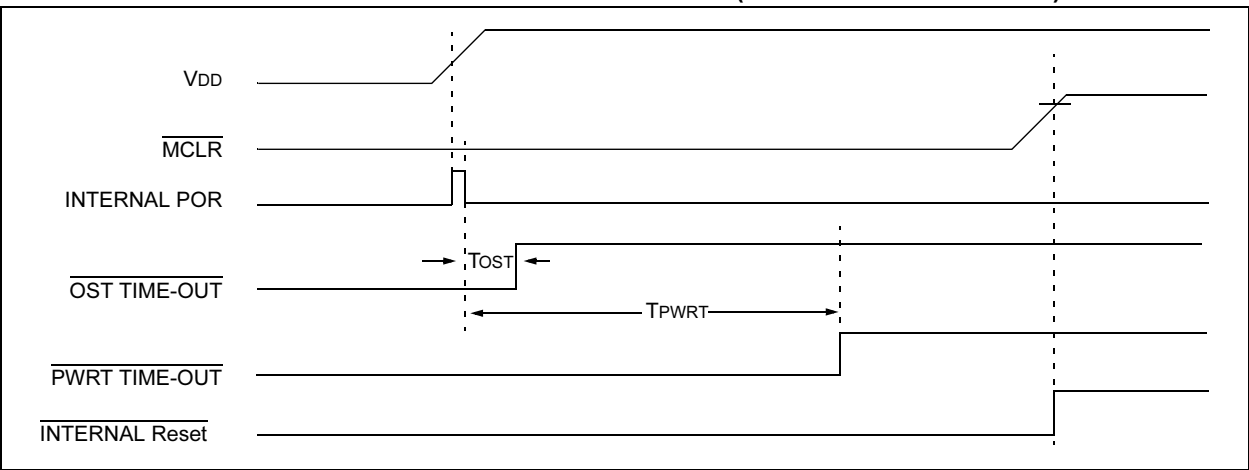 VDD
MCLR
INTERNAL POR
TOST
OST TIME-OUT
TPWRT
PWRT TIME-OUT
INTERNAL Reset